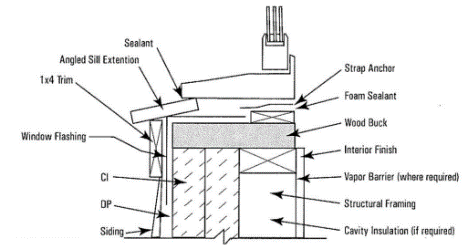 Sealant
Angled Sill Extention
1x4 Trim
Window Flashing
CI
DP
Siding
Strap Anchor
Foam Sealant
Wood Buck
Interior Finish
Vapor Barrier (where required)
Structural Framing
Cavity Insulation (if required)